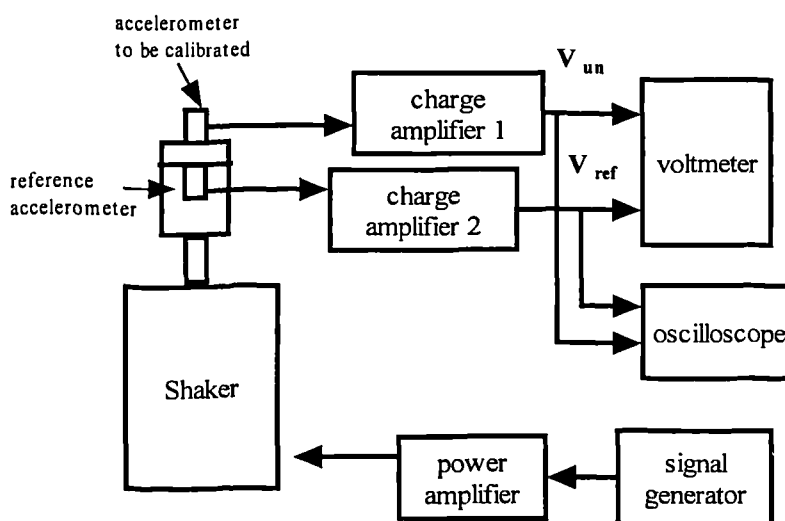 accelerometer
to be calibrated
V un
charge
amplifier 1
voltmeter
V ref
reference
accelerometer
charge
amplifier 2
oscilloscope
Shaker
power
amplifier
signal
generator